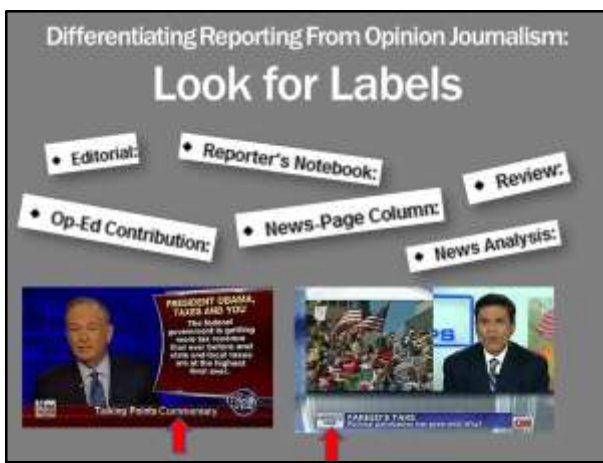 Differentiating Reporting From Opinion Journalism:
Look for Labels
• Editorial:
• Reporter's Notebook:
• Review:
• Op-Ed Contribution:
• News-Page Column:
• News Analysis:
PRESIDENT OBAMA,
TAXES AND YOU
The federal
government is getting
more tax revenue
than ever before and
state and local taxes
are at the highest
level ever.
Talking Points Commentary
FAREED'S TAKE
CNN